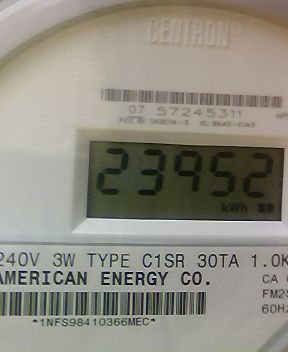 CENTRON
07 57245311
23952
kWh
240V 3W TYPE C1SR 30TA 1.0K
AMERICAN ENERGY CO.
CA
FM2S
60HZ
*1NFS98410366MEC*